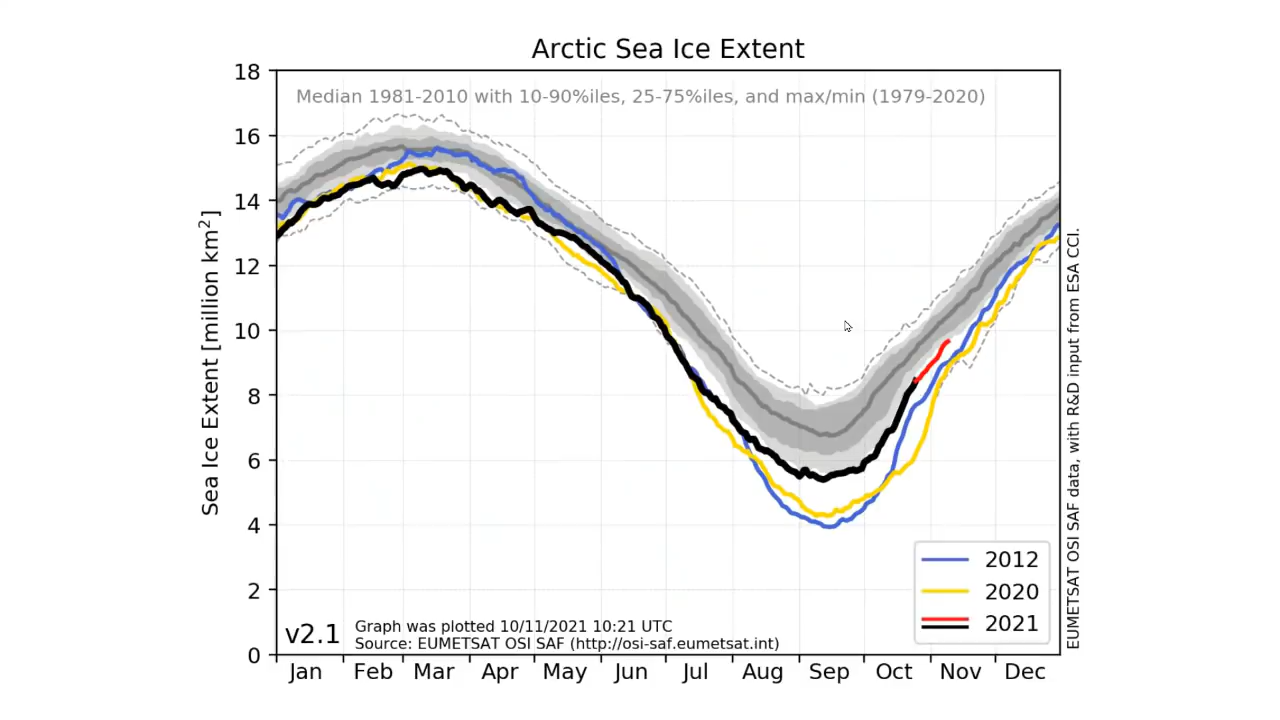 Arctic Sea Ice Extent
Median 1981-2010 with 10-90%iles, 25-75%iles, and max/min (1979-2020)
18
16
14
12
10
8
6
4
2
0
Sea Ice Extent [million km²]
Jan Feb Mar Apr May Jun Jul Aug Sep Oct Nov Dec
2012
2020
2021
v2.1
Graph was plotted 10/11/2021 10:21 UTC
Source: EUMETSAT OSI SAF (http://osi-saf.eumetsat.int)
EUMETSAT OSI SAF data, with R&D input from ESA CCI.